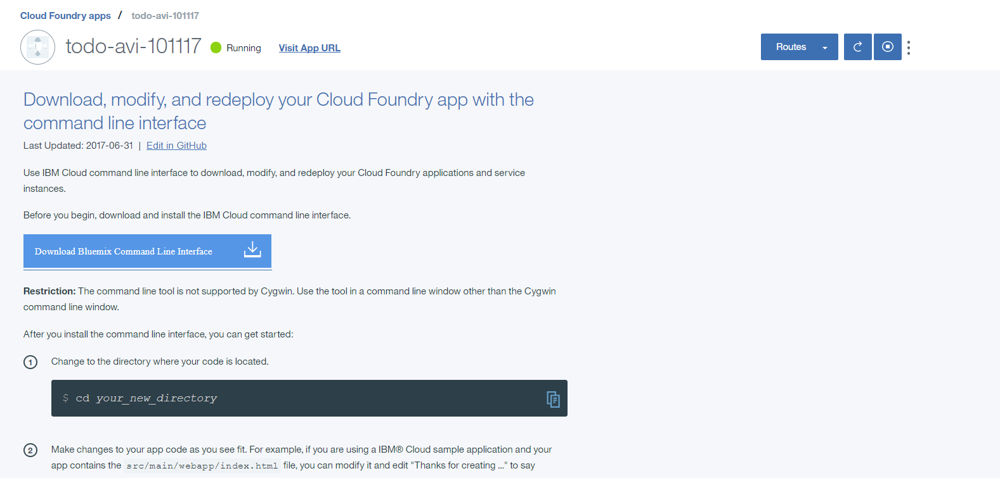 Cloud Foundry apps / todo-avi-101117
todo-avi-101117 Running Visit App URL Routes
Download, modify, and redeploy your Cloud Foundry app with the
command line interface
Last Updated: 2017-06-31 | Edit in GitHub
Use IBM Cloud command line interface to download, modify, and redeploy your Cloud Foundry applications and service
instances.
Before you begin, download and install the IBM Cloud command line interface.
Download Bluemix Command Line Interface
Restriction: The command line tool is not supported by Cygwin. Use the tool in a command line window other than the Cygwin
command line window.
After you install the command line interface, you can get started:
1 Change to the directory where your code is located.
$ cd your_new_directory
2 Make changes to your app code as you see fit. For example, if you are using a IBM® Cloud sample application and your
app contains the src/main/webapp/index.html file, you can modify it and edit "Thanks for creating ..." to say